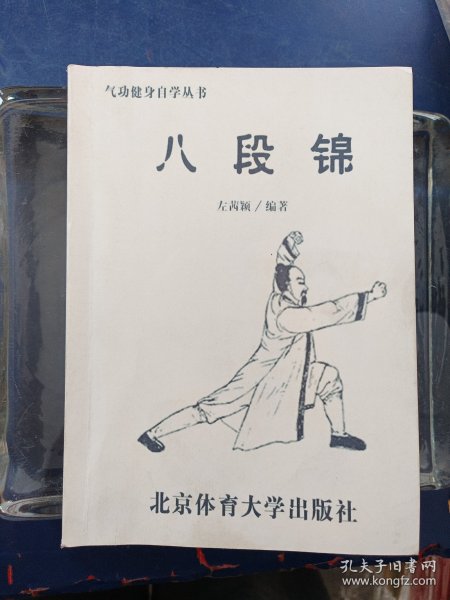 气功健身自学丛书
八段锦
左茜颖/编著
北京体育大学出版社
孔夫子旧书网
www.kongfz.com